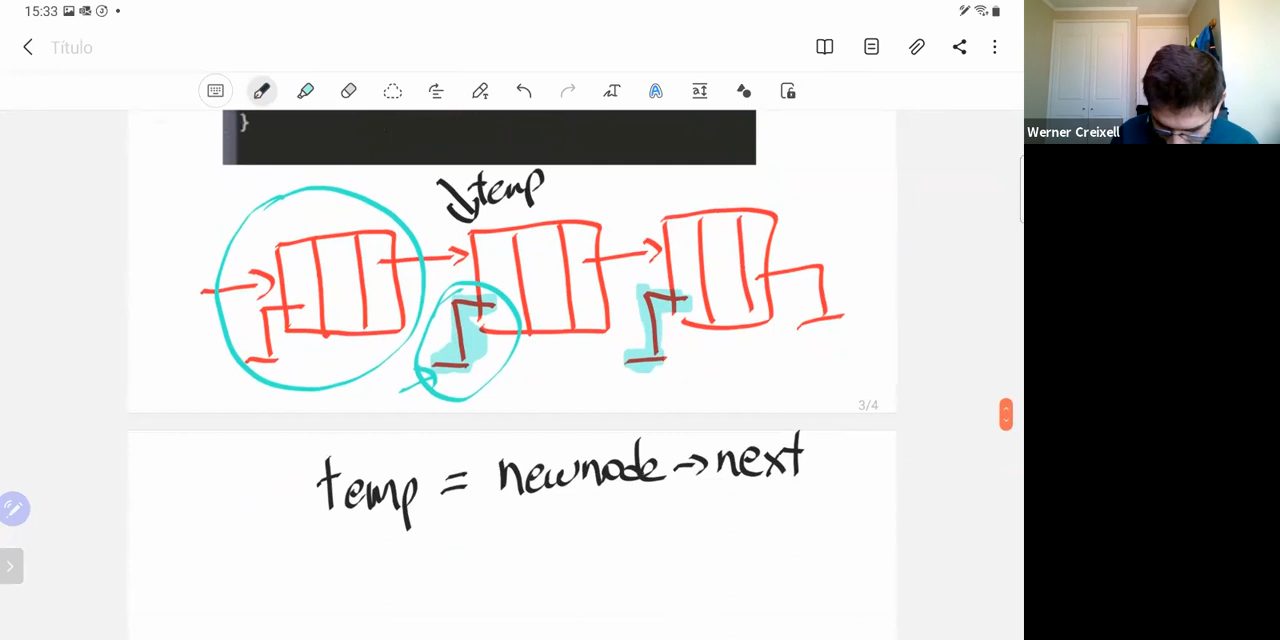 15:33
Título
}
temp
3/4
temp = newnode → next
Werner Creixell